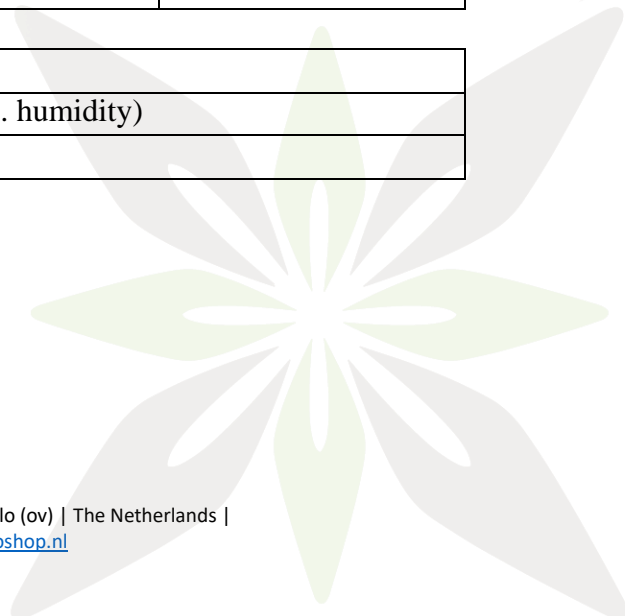 . humidity)
lo (ov) | The Netherlands |
oshop.nl